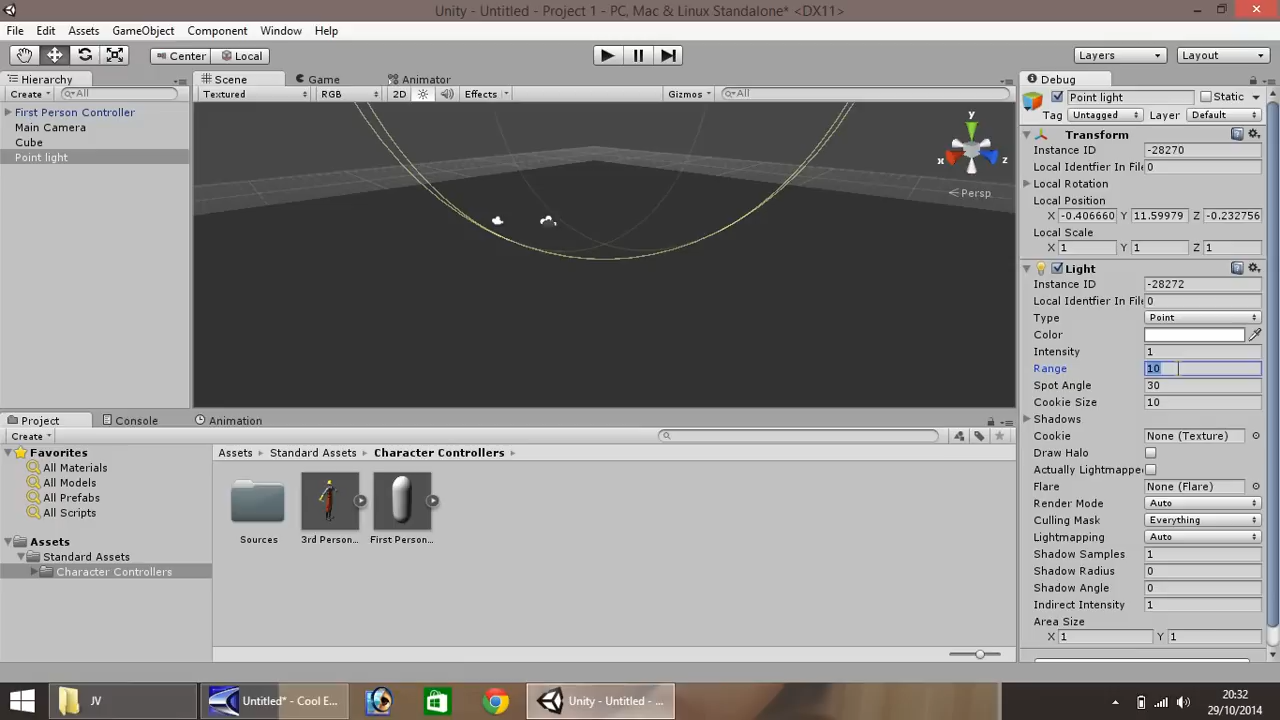 Unity - Untitled - Project 1 - PC, Mac & Linux Standalone* <DX11>
File Edit Assets GameObject Component Window Help
Center Local Layers Layout
Hierarchy
Create All
First Person Controller
Main Camera
Cube
Point light
Scene Game Animator
Textured RGB 2D Effects Gizmos All
y
x z
Persp
Debug
Point light Static
Tag Untagged Layer Default
Transform
Instance ID -28270
Local Identfier In File 0
Local Rotation
Local Position
X -0.406660 Y 11.59979 Z -0.232756
Local Scale
X 1 Y 1 Z 1
Light
Instance ID -28272
Local Identfier In File 0
Type Point
Color
Intensity 1
Range 10
Spot Angle 30
Cookie Size 10
Shadows
Cookie None (Texture)
Draw Halo
Actually Lightmapped
Flare None (Flare)
Render Mode Auto
Culling Mask Everything
Lightmapping Auto
Shadow Samples 1
Shadow Radius 0
Shadow Angle 0
Indirect Intensity 1
Area Size
X 1 Y 1
Project Console Animation
Create
Favorites
All Materials
All Models
All Prefabs
All Scripts
Assets
Standard Assets
Character Controllers
Assets Standard Assets Character Controllers
Sources 3rd Person... First Person...
JV
Untitled* - Cool E...
Unity - Untitled - ...
20:32
29/10/2014